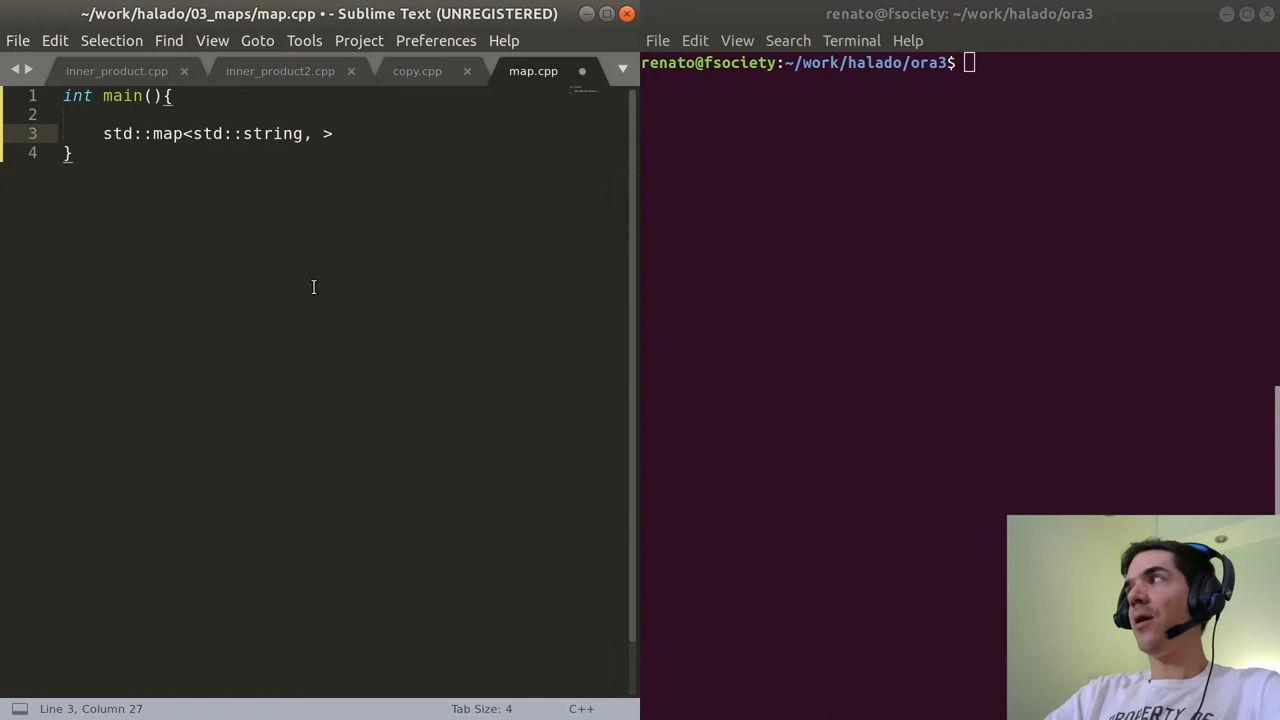 ~/work/halado/03_maps/map.cpp • - Sublime Text (UNREGISTERED)
File Edit Selection Find View Goto Tools Project Preferences Help
inner_product.cpp inner_product2.cpp copy.cpp map.cpp
1 int main(){
2
3 std::map<std::string, >
4 }
Line 3, Column 27 Tab Size: 4 C++
renato@fsociety: ~/work/halado/ora3
File Edit View Search Terminal Help
renato@fsociety:~/work/halado/ora3$
PROPERTY OF